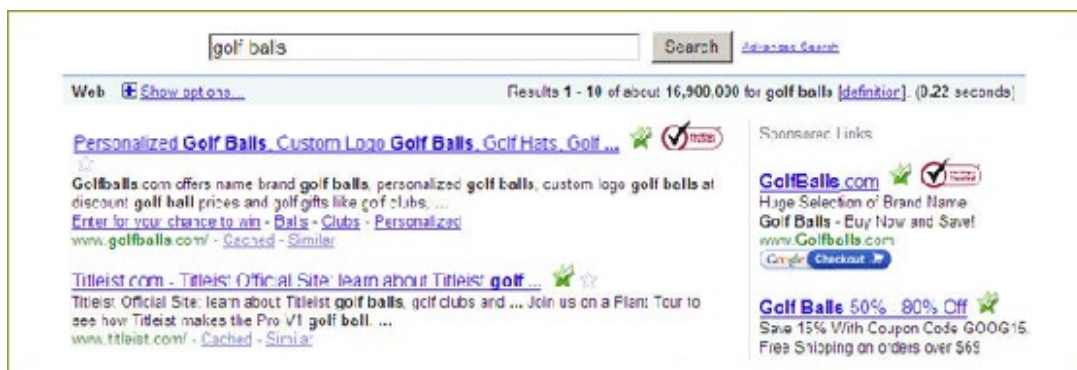 golf balls
Search
Advanced Search
Web
Show options...
Results 1 - 10 of about 16,900,000 for golf balls [definition]. (0.22 seconds)
Personalized Golf Balls, Custom Logo Golf Balls, Golf Hats, Golf ...
Golfballs.com offers name brand golf balls, personalized golf balls, custom logo golf balls at
discount golf ball prices and golf gifts like golf clubs, ...
Enter for your chance to win - Balls - Clubs - Personalized
www.golfballs.com/ - Cached - Similar
Titleist.com - Titleist Official Site: learn about Titleist golf ...
Titleist Official Site: learn about Titleist golf balls, golf clubs and ... Join us on a Plant Tour to
see how Titleist makes the Pro V1 golf ball. ...
www.titleist.com/ - Cached - Similar
Sponsored Links
GolfBalls.com
Huge Selection of Brand Name
Golf Balls - Buy Now and Save!
www.Golfballs.com
Google Checkout
Golf Balls 50% - 80% Off
Save 15% With Coupon Code GOOG15.
Free Shipping on orders over $69